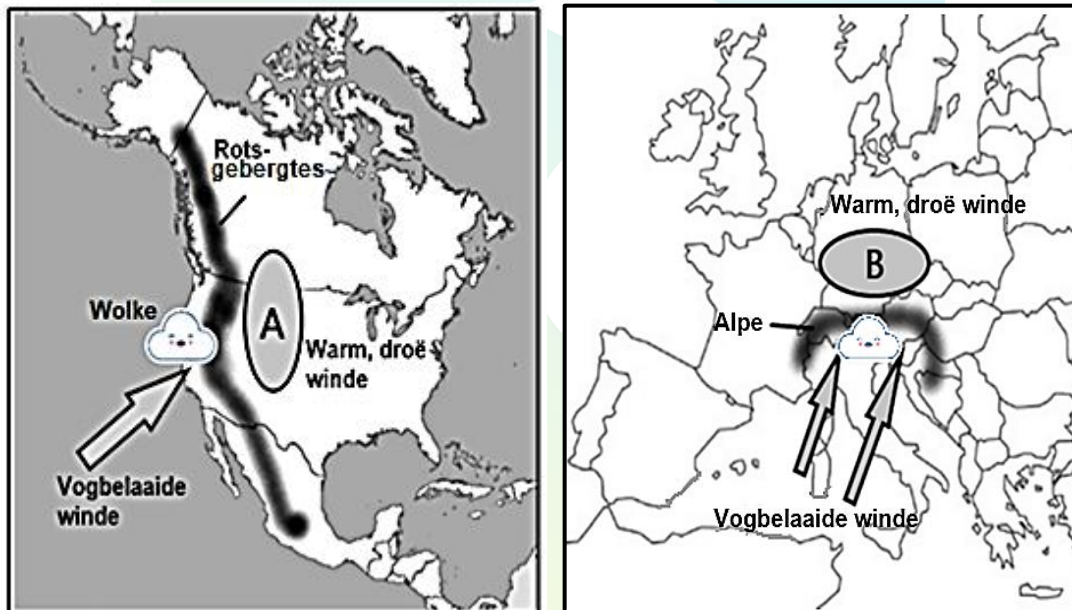 Rots-
gebergtes
Wolke
A
Warm, droë
winde
Vogbelaaide
winde
Warm, droë winde
B
Alpe
Vogbelaaide winde